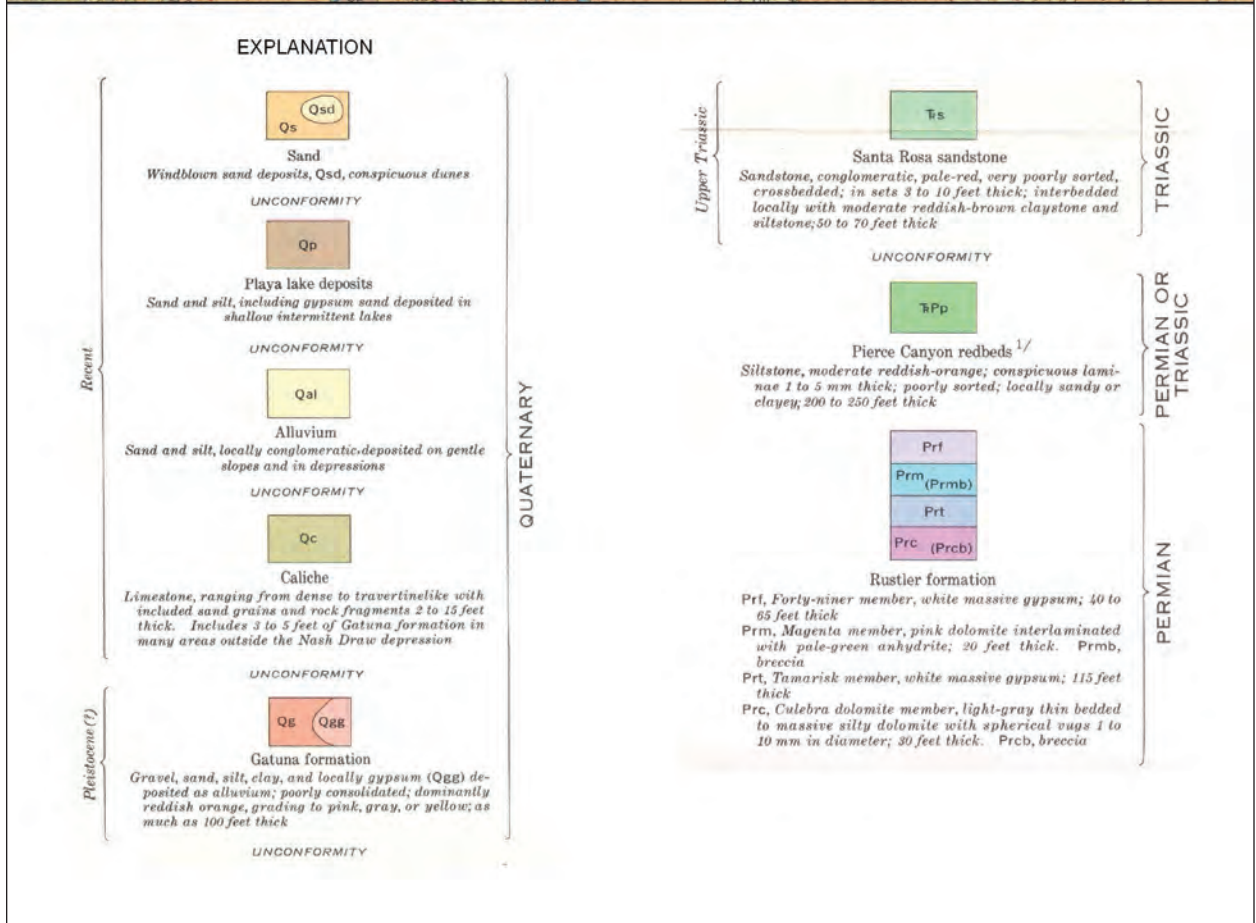 EXPLANATION
Recent
Qsd
Qs
Sand
Windblown sand deposits, Qsd, conspicuous dunes
UNCONFORMITY
Qp
Playa lake deposits
Sand and silt, including gypsum sand deposited in
shallow intermittent lakes
UNCONFORMITY
Qal
Alluvium
Sand and silt, locally conglomeratic, deposited on gentle
slopes and in depressions
UNCONFORMITY
Qc
Caliche
Limestone, ranging from dense to travertinelike with
included sand grains and rock fragments 2 to 15 feet
thick. Includes 3 to 5 feet of Gatuna formation in
many areas outside the Nash Draw depression
UNCONFORMITY
Pleistocene(?)
Qg
Qgg
Gatuna formation
Gravel, sand, silt, clay, and locally gypsum (Qgg) de-
posited as alluvium; poorly consolidated; dominantly
reddish orange, grading to pink, gray, or yellow; as
much as 100 feet thick
UNCONFORMITY
QUATERNARY
Upper Triassic
Ꞧs
Santa Rosa sandstone
Sandstone, conglomeratic, pale-red, very poorly sorted,
crossbedded; in sets 3 to 10 feet thick; interbedded
locally with moderate reddish-brown claystone and
siltstone; 50 to 70 feet thick
TRIASSIC
UNCONFORMITY
ꞦPp
Pierce Canyon redbeds 1/
Siltstone, moderate reddish-orange; conspicuous lami-
nae 1 to 5 mm thick; poorly sorted; locally sandy or
clayey; 200 to 250 feet thick
PERMIAN OR
TRIASSIC
Prf
Prm (Prmb)
Prt
Prc (Prcb)
Rustler formation
Prf, Forty-niner member, white massive gypsum; 40 to
65 feet thick
Prm, Magenta member, pink dolomite interlaminated
with pale-green anhydrite; 20 feet thick. Prmb,
breccia
Prt, Tamarisk member, white massive gypsum; 115 feet
thick
Prc, Culebra dolomite member, light-gray thin bedded
to massive silty dolomite with spherical vugs 1 to
10 mm in diameter; 30 feet thick. Prcb, breccia
PERMIAN